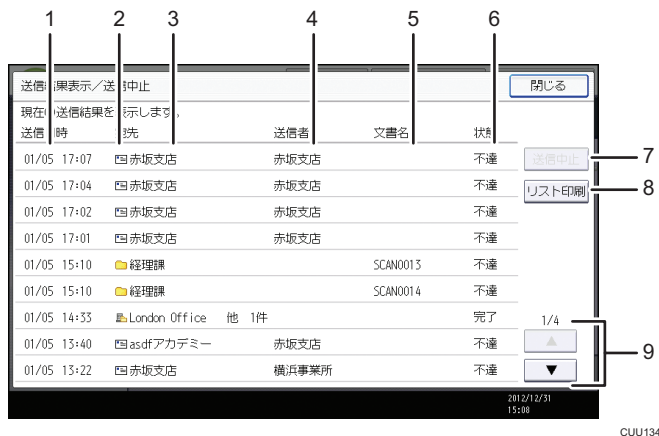 1 2 3 4 5 6
送信結果表示／送信中止 閉じる
現在の送信結果を表示します。
送信日時 宛先 送信者 文書名 状態
01/05 17:07 赤坂支店 赤坂支店 不達 送信中止 7
01/05 17:04 赤坂支店 赤坂支店 不達 リスト印刷 8
01/05 17:02 赤坂支店 赤坂支店 不達
01/05 17:01 赤坂支店 赤坂支店 不達
01/05 15:10 経理課 SCAN0013 不達
01/05 15:10 経理課 SCAN0014 不達
01/05 14:33 London Office 他 1件 完了 1/4
01/05 13:40 asdfアカデミー 赤坂支店 不達 ▲ 9
01/05 13:22 赤坂支店 横浜事業所 不達 ▼
2012/12/31
15:08
CUU134